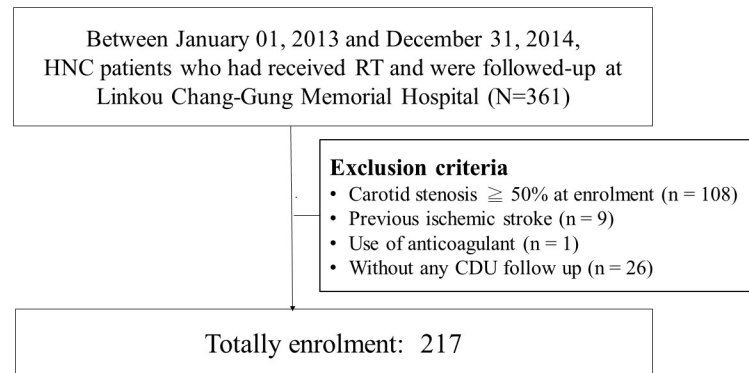 Between January 01, 2013 and December 31, 2014,
HNC patients who had received RT and were followed-up at
Linkou Chang-Gung Memorial Hospital (N=361)
Exclusion criteria
• Carotid stenosis ≧ 50% at enrolment (n = 108)
• Previous ischemic stroke (n = 9)
• Use of anticoagulant (n = 1)
• Without any CDU follow up (n = 26)
Totally enrolment: 217